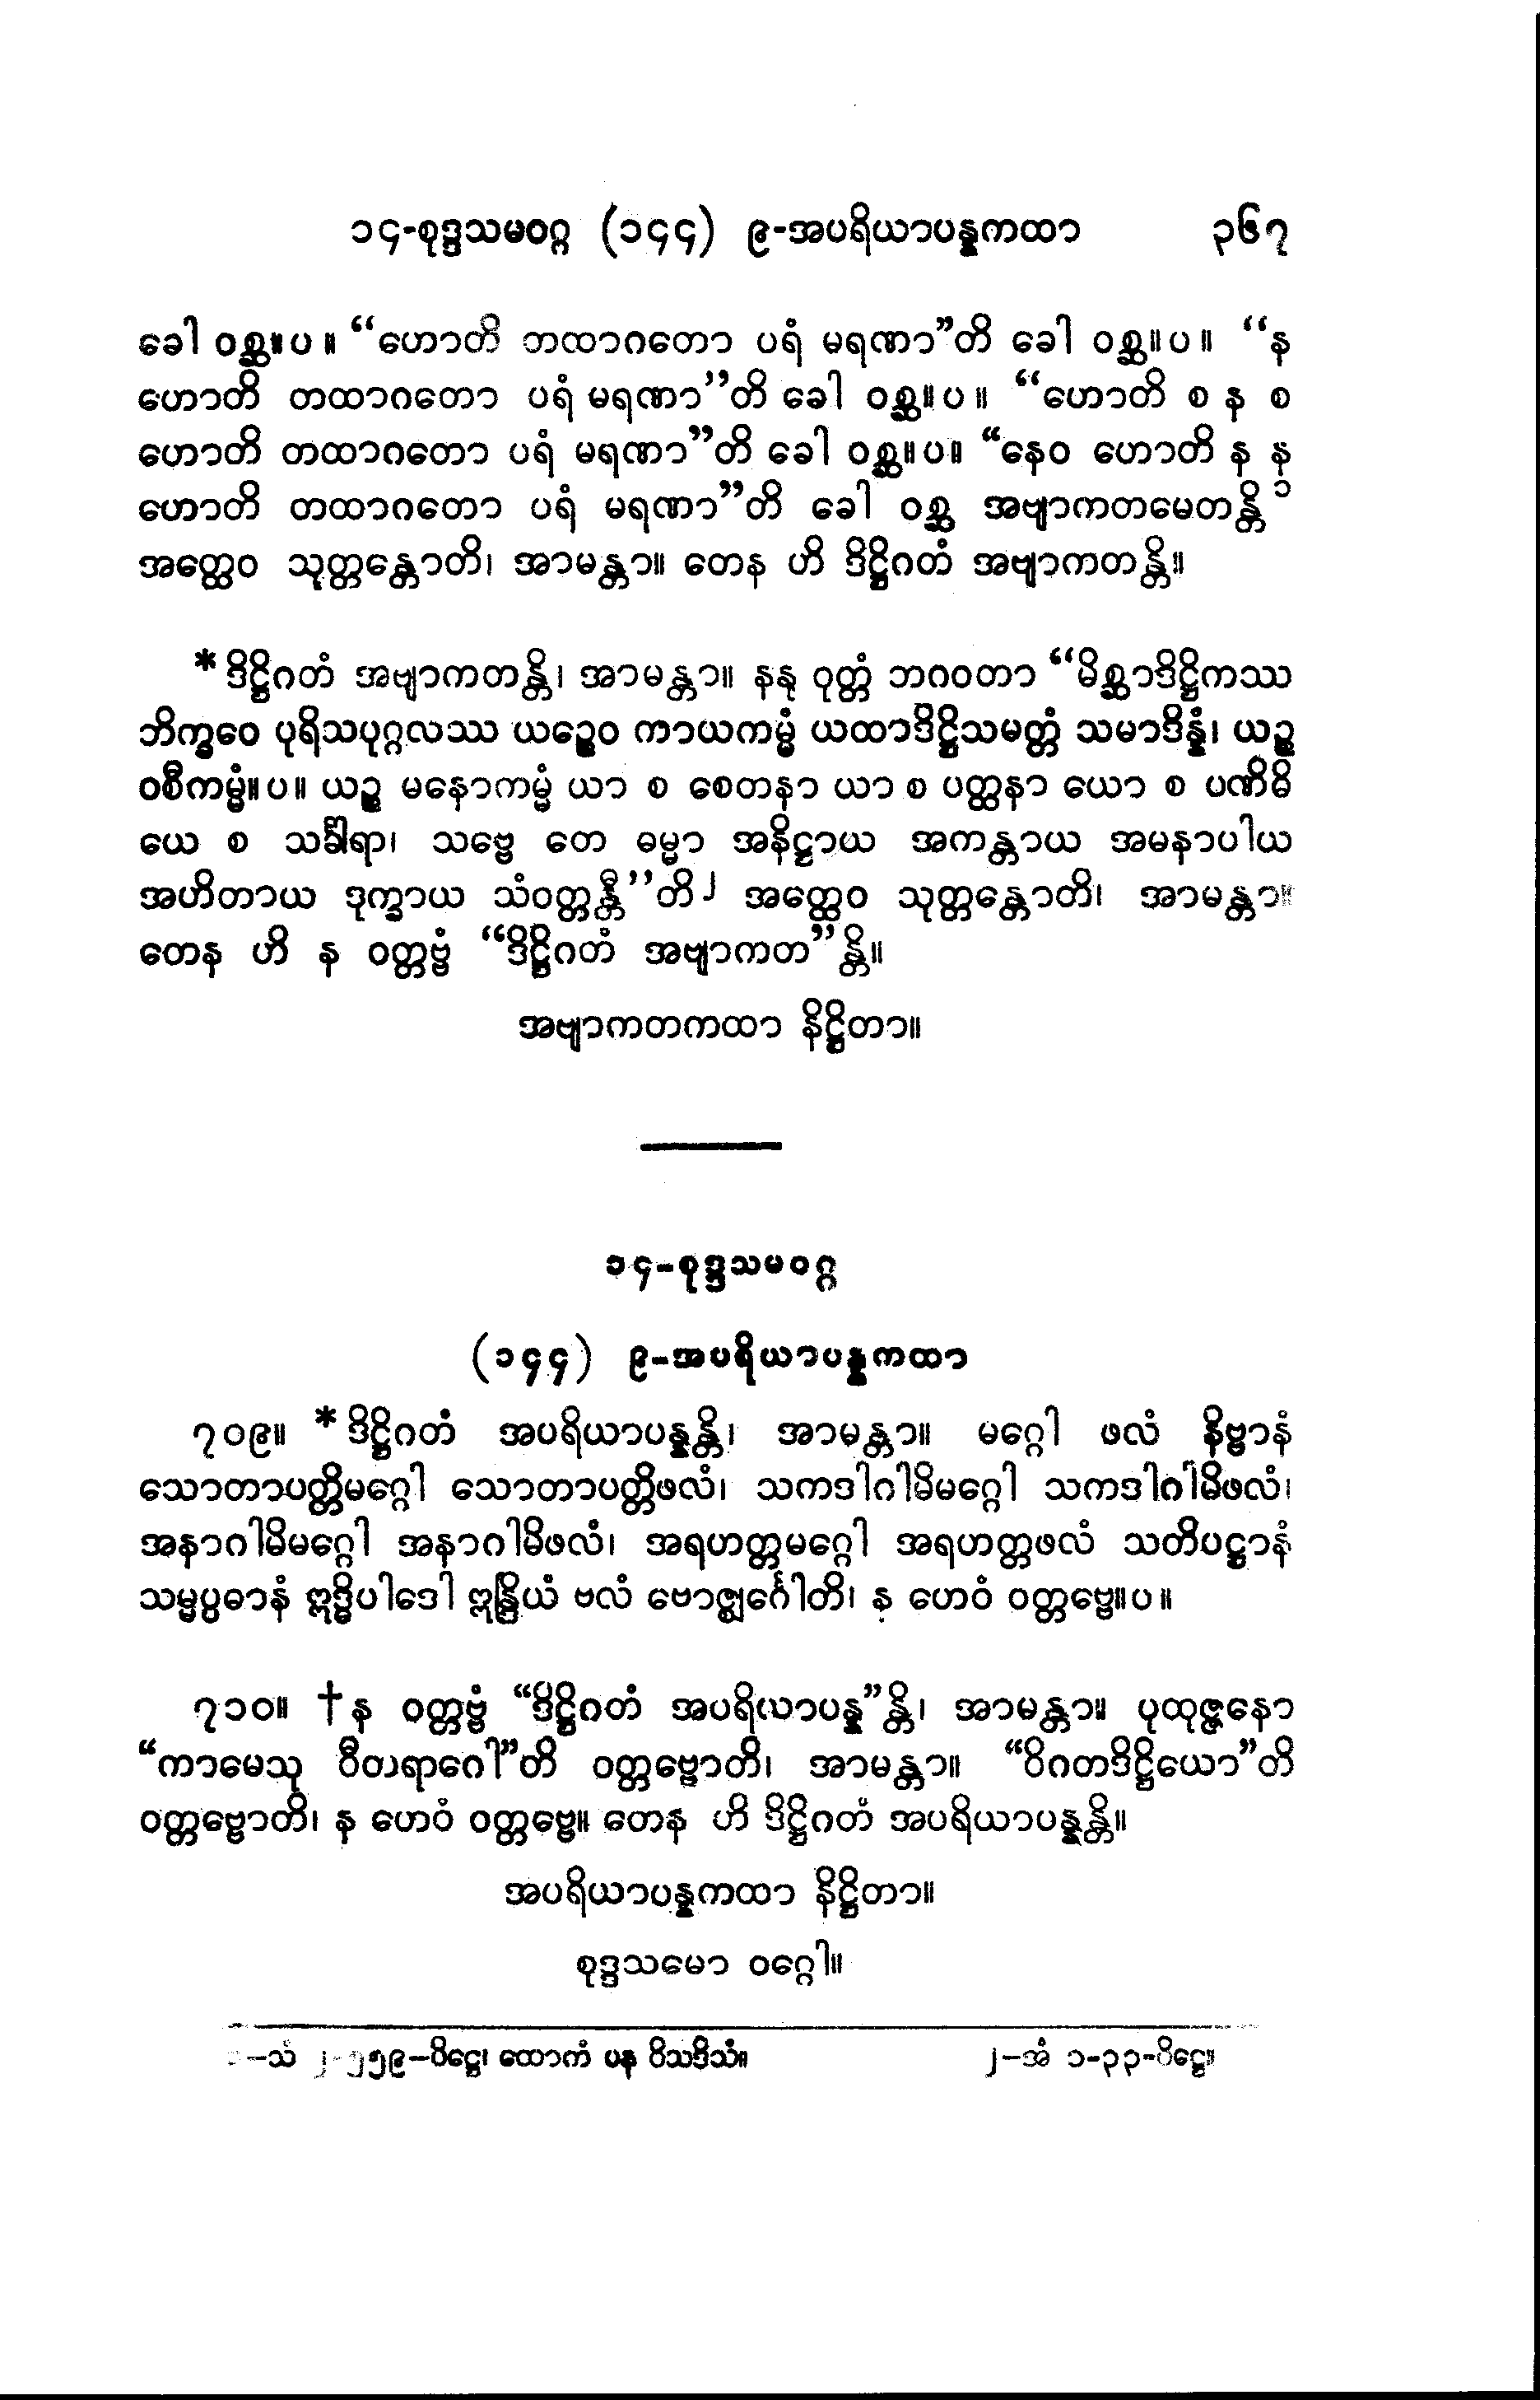 ၁၄-စုဒ္ဒသမဝဂ္ဂ (၁၄၄) ၉-အပရိယာပန္နကထာ ၃၆၇
ခေါ ဝစ္ဆ။ပ။ “ဟောတိ တထာဂတော ပရံ မရဏာ”တိ ခေါ ဝစ္ဆ။ပ။ “န
ဟောတိ တထာဂတော ပရံ မရဏာ”တိ ခေါ ဝစ္ဆ။ပ။ “ဟောတိ စ န စ
ဟောတိ တထာဂတော ပရံ မရဏာ”တိ ခေါ ဝစ္ဆ။ပ။ “နေဝ ဟောတိ န န
ဟောတိ တထာဂတော ပရံ မရဏာ”တိ ခေါ ဝစ္ဆ အဗျာကတမေတန္တိ ၁
အတ္ထေဝ သုတ္တန္တောတိ၊ အာမန္တာ။ တေန ဟိ ဒိဋ္ဌိဂတံ အဗျာကတန္တိ။
*ဒိဋ္ဌိဂတံ အဗျာကတန္တိ၊ အာမန္တာ။ နနု ဝုတ္တံ ဘဂဝတာ “မိစ္ဆာဒိဋ္ဌိကဿ
ဘိက္ခဝေ ပုရိသပုဂ္ဂလဿ ယဉ္စေဝ ကာယကမ္မံ ယထာဒိဋ္ဌိသမတ္တံ သမာဒိန္နံ၊ ယဉ္စ
ဝစီကမ္မံ။ပ။ ယဉ္စ မနောကမ္မံ ယာ စ စေတနာ ယာ စ ပတ္ထနာ ယော စ ပဏိဓိ
ယေ စ သင်္ခါရာ၊ သဗ္ဗေ တေ ဓမ္မာ အနိဋ္ဌာယ အကန္တာယ အမနာပါယ
အဟိတာယ ဒုက္ခာယ သံဝတ္တန္တီ”တိ၂ အတ္ထေဝ သုတ္တန္တောတိ၊ အာမန္တာ။
တေန ဟိ န ဝတ္တဗ္ဗံ “ဒိဋ္ဌိဂတံ အဗျာကတ”န္တိ။
အဗျာကတကထာ နိဋ္ဌိတာ။
၁၄-စုဒ္ဒသမဝဂ္ဂ
(၁၄၄) ၉-အပရိယာပန္နကထာ
၇၀၉။ *ဒိဋ္ဌိဂတံ အပရိယာပန္နန္တိ၊ အာမန္တာ။ မဂ္ဂေါ ဖလံ နိဗ္ဗာနံ
သောတာပတ္တိမဂ္ဂေါ သောတာပတ္တိဖလံ၊ သကဒါဂါမိမဂ္ဂေါ သကဒါဂါမိဖလံ၊
အနာဂါမိမဂ္ဂေါ အနာဂါမိဖလံ၊ အရဟတ္တမဂ္ဂေါ အရဟတ္တဖလံ သတိပဋ္ဌာနံ
သမ္မပ္ပဓာနံ ဣဒ္ဓိပါဒေါ ဣန္ဒြိယံ ဗလံ ဗောဇ္ဈင်္ဂေါတိ၊ န ဟေဝံ ဝတ္တဗ္ဗေ။ပ။
၇၁၀။ †န ဝတ္တဗ္ဗံ “ဒိဋ္ဌိဂတံ အပရိယာပန္န”န္တိ၊ အာမန္တာ။ ပုထုဇ္ဇနော
“ကာမေသု ဝီတရာဂေါ”တိ ဝတ္တဗ္ဗောတိ၊ အာမန္တာ။ “ဝိဂတဒိဋ္ဌိယော”တိ
ဝတ္တဗ္ဗောတိ၊ န ဟေဝံ ဝတ္တဗ္ဗေ။ တေန ဟိ ဒိဋ္ဌိဂတံ အပရိယာပန္နန္တိ။
အပရိယာပန္နကထာ နိဋ္ဌိတာ။
စုဒ္ဒသမော ဝဂ္ဂေါ။
၁−သံ ၂-၅၅၉−ပိဋ္ဌေ၊ ထောကံ ပန ဝိသဒိသံ။ ၂−အံ ၁-၃၃-ပိဋ္ဌေ။